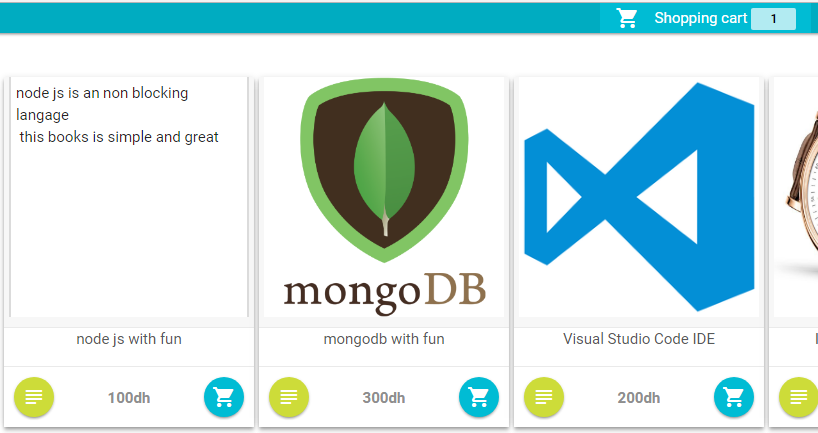 Shopping cart 1
node js is an non blocking
langage
this books is simple and great
mongoDB
node js with fun
mongodb with fun
Visual Studio Code IDE
100dh
300dh
200dh